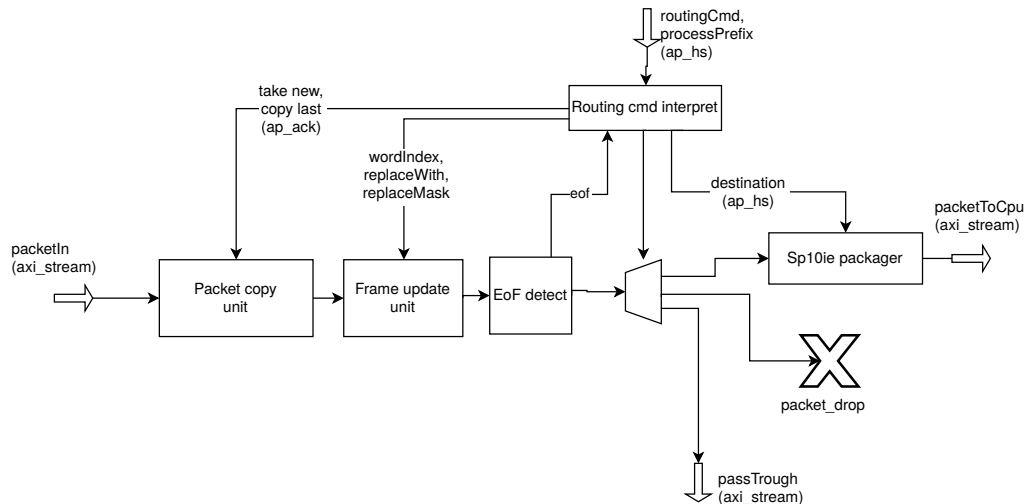 routingCmd,
processPrefix
(ap_hs)
take new,
copy last
(ap_ack)
Routing cmd interpret
wordIndex,
replaceWith,
replaceMask
eof
destination
(ap_hs)
packetToCpu
(axi_stream)
packetIn
(axi_stream)
Packet copy
unit
Frame update
unit
EoF detect
Sp10ie packager
packet_drop
passTrough
(axi_stream)